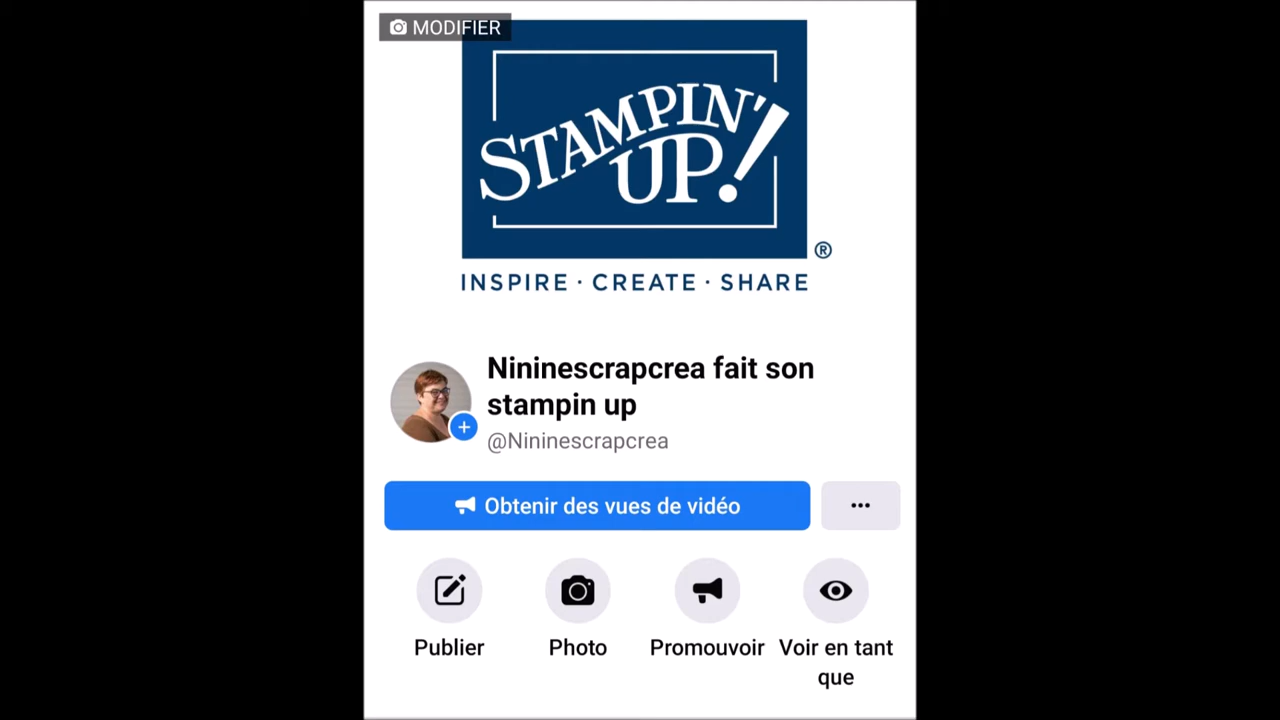 MODIFIER
STAMPIN'
UP!
®
INSPIRE · CREATE · SHARE
Nininescrapcrea fait son
stampin up
@Nininescrapcrea
Obtenir des vues de vidéo
Publier
Photo
Promouvoir
Voir en tant
que